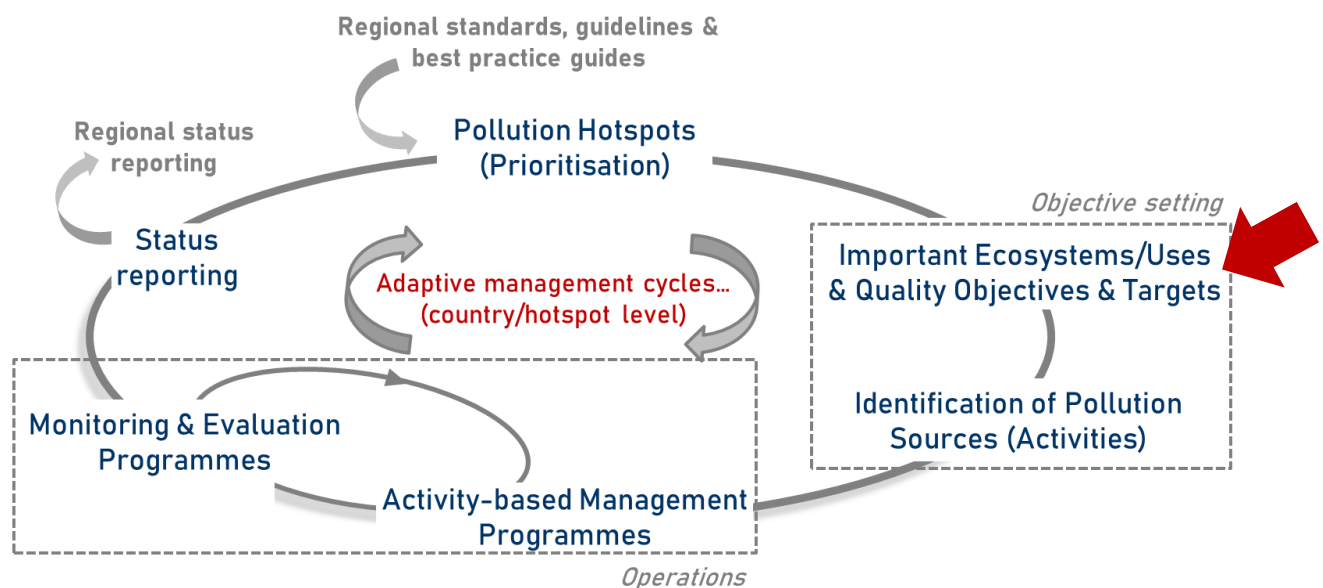 Regional standards, guidelines &
best practice guides
Regional status
reporting
Pollution Hotspots
(Prioritisation)
Objective setting
Status
reporting
Important Ecosystems/Uses
& Quality Objectives & Targets
Adaptive management cycles...
(country/hotspot level)
Identification of Pollution
Sources (Activities)
Monitoring & Evaluation
Programmes
Activity-based Management
Programmes
Operations